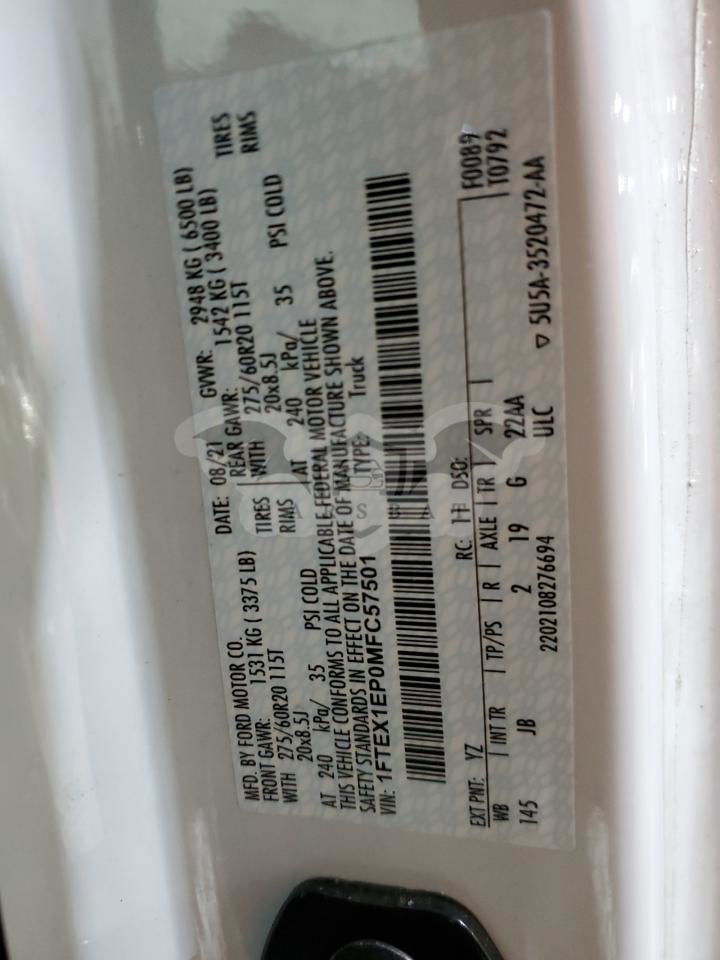 MFD. BY FORD MOTOR CO.
DATE: 08/21
GVWR: 2948 KG ( 6500 LB)
FRONT GAWR: 1531 KG ( 3375 LB)
REAR GAWR: 1542 KG ( 3400 LB)
WITH 275/60R20 115T TIRES
WITH 275/60R20 115T TIRES
20x8.5J RIMS
20x8.5J RIMS
AT 240 kPa/ 35 PSI COLD
AT 240 kPa/ 35 PSI COLD
THIS VEHICLE CONFORMS TO ALL APPLICABLE FEDERAL MOTOR VEHICLE
SAFETY STANDARDS IN EFFECT ON THE DATE OF MANUFACTURE SHOWN ABOVE.
VIN: 1FTEX1EP0MFC57501
TYPE: Truck
F0089
T0792
EXT PNT: YZ RC: 11 DSO:
WB INT TR TP/PS R AXLE TR SPR
145 JB 2 19 G 22AA
2202108276694 ULC
▽ 5U5A-3520472-AA